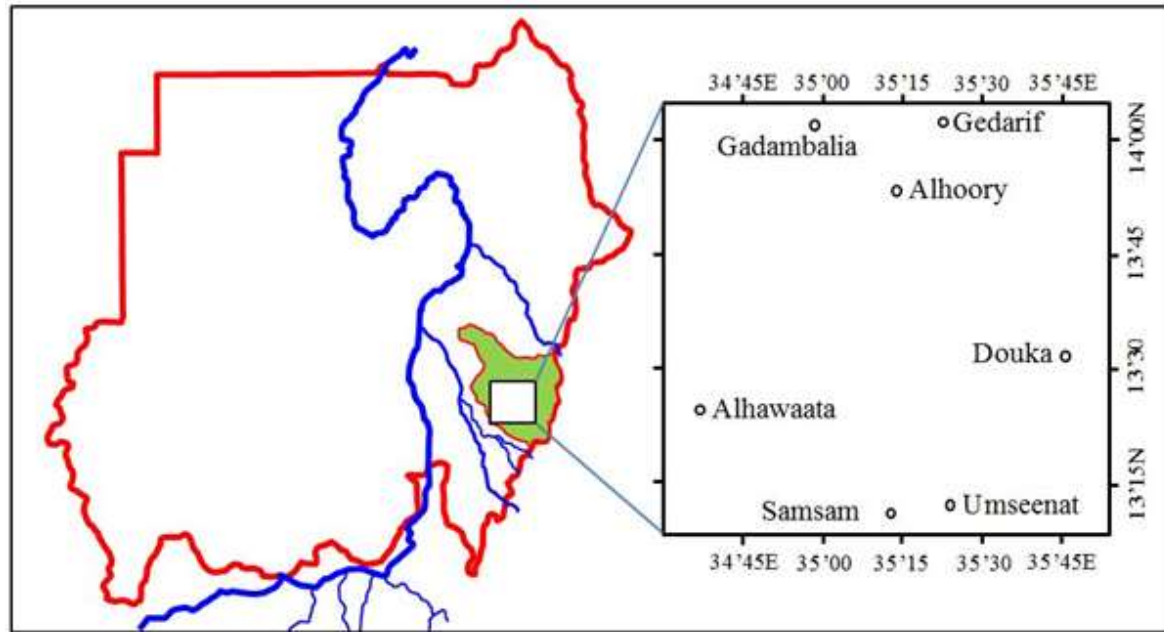 34’45E 35’00 35’15 35’30 35’45E
Gedarif
Gadambalia
14’00N
Alhoory
13’45
Douka
13’30
Alhawaata
13’15N
Umseenat
Samsam
34’45E 35’00 35’15 35’30 35’45E